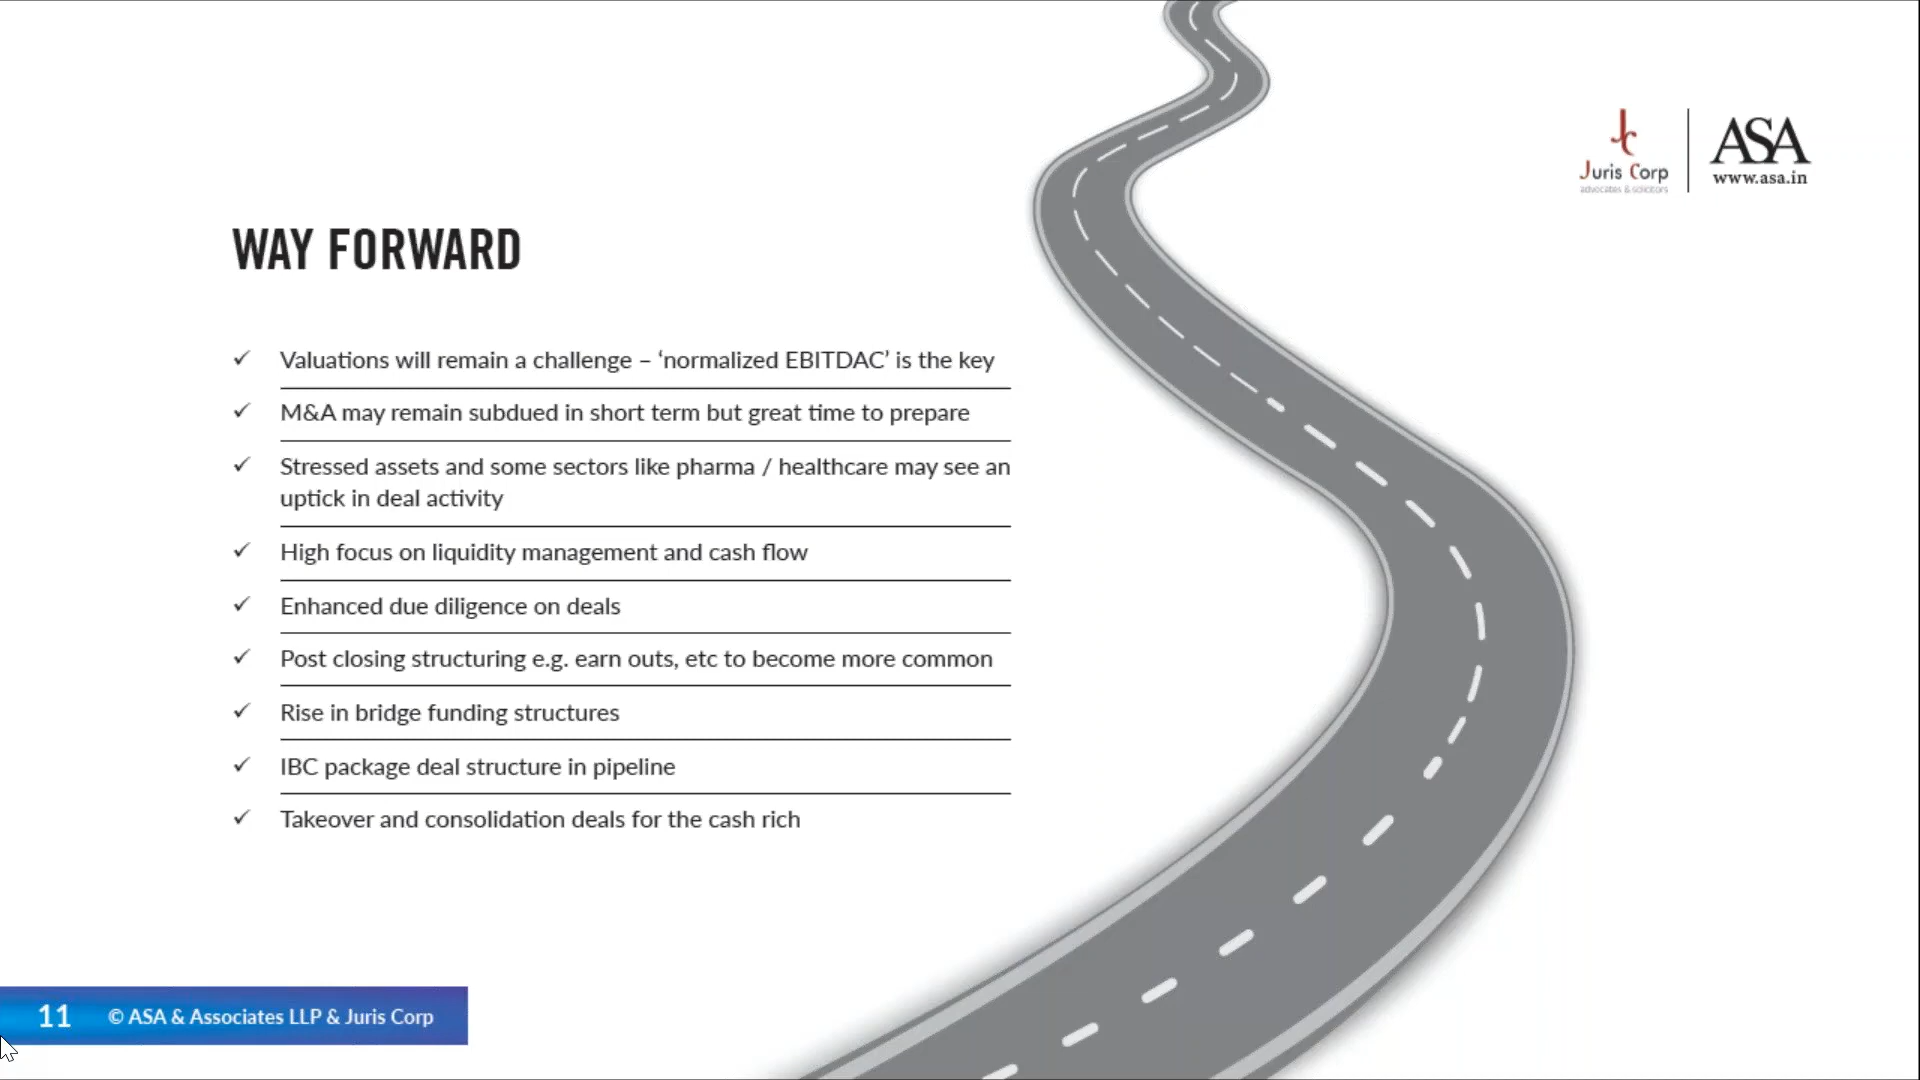 Juris Corp
advocates & solicitors
ASA
www.asa.in
WAY FORWARD
✓ Valuations will remain a challenge – ‘normalized EBITDAC’ is the key
✓ M&A may remain subdued in short term but great time to prepare
✓ Stressed assets and some sectors like pharma / healthcare may see an
uptick in deal activity
✓ High focus on liquidity management and cash flow
✓ Enhanced due diligence on deals
✓ Post closing structuring e.g. earn outs, etc to become more common
✓ Rise in bridge funding structures
✓ IBC package deal structure in pipeline
✓ Takeover and consolidation deals for the cash rich
11 © ASA & Associates LLP & Juris Corp